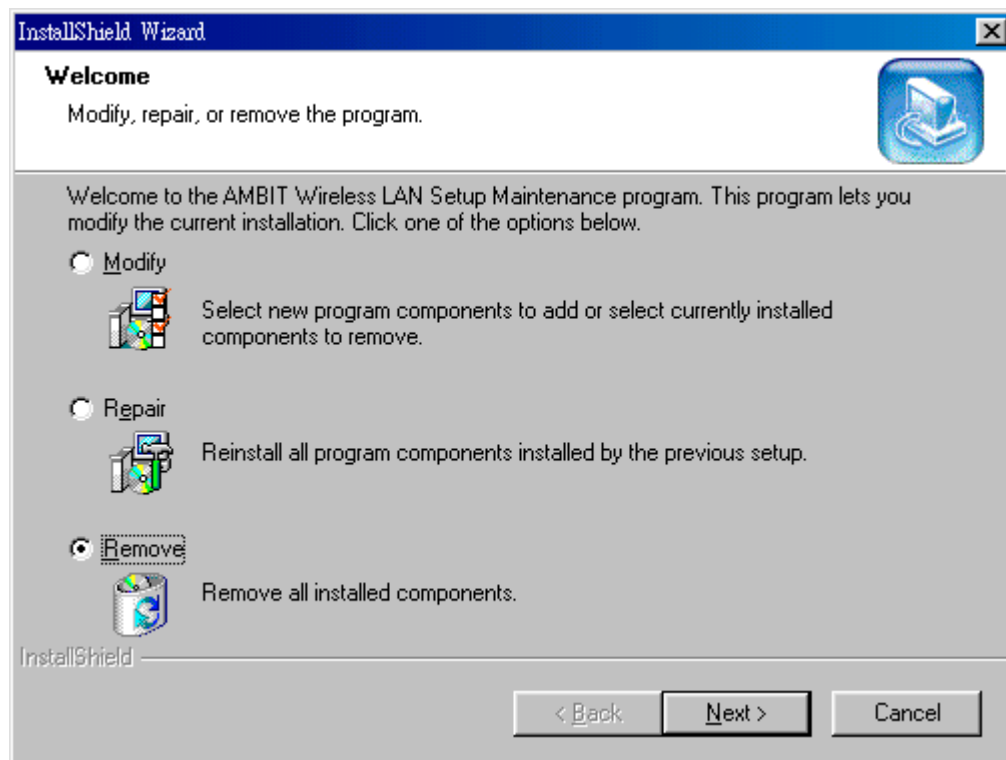 InstallShield Wizard
Welcome
Modify, repair, or remove the program.
Welcome to the AMBIT Wireless LAN Setup Maintenance program. This program lets you
modify the current installation. Click one of the options below.
Modify
Select new program components to add or select currently installed
components to remove.
Repair
Reinstall all program components installed by the previous setup.
Remove
Remove all installed components.
InstallShield
< Back
Next >
Cancel